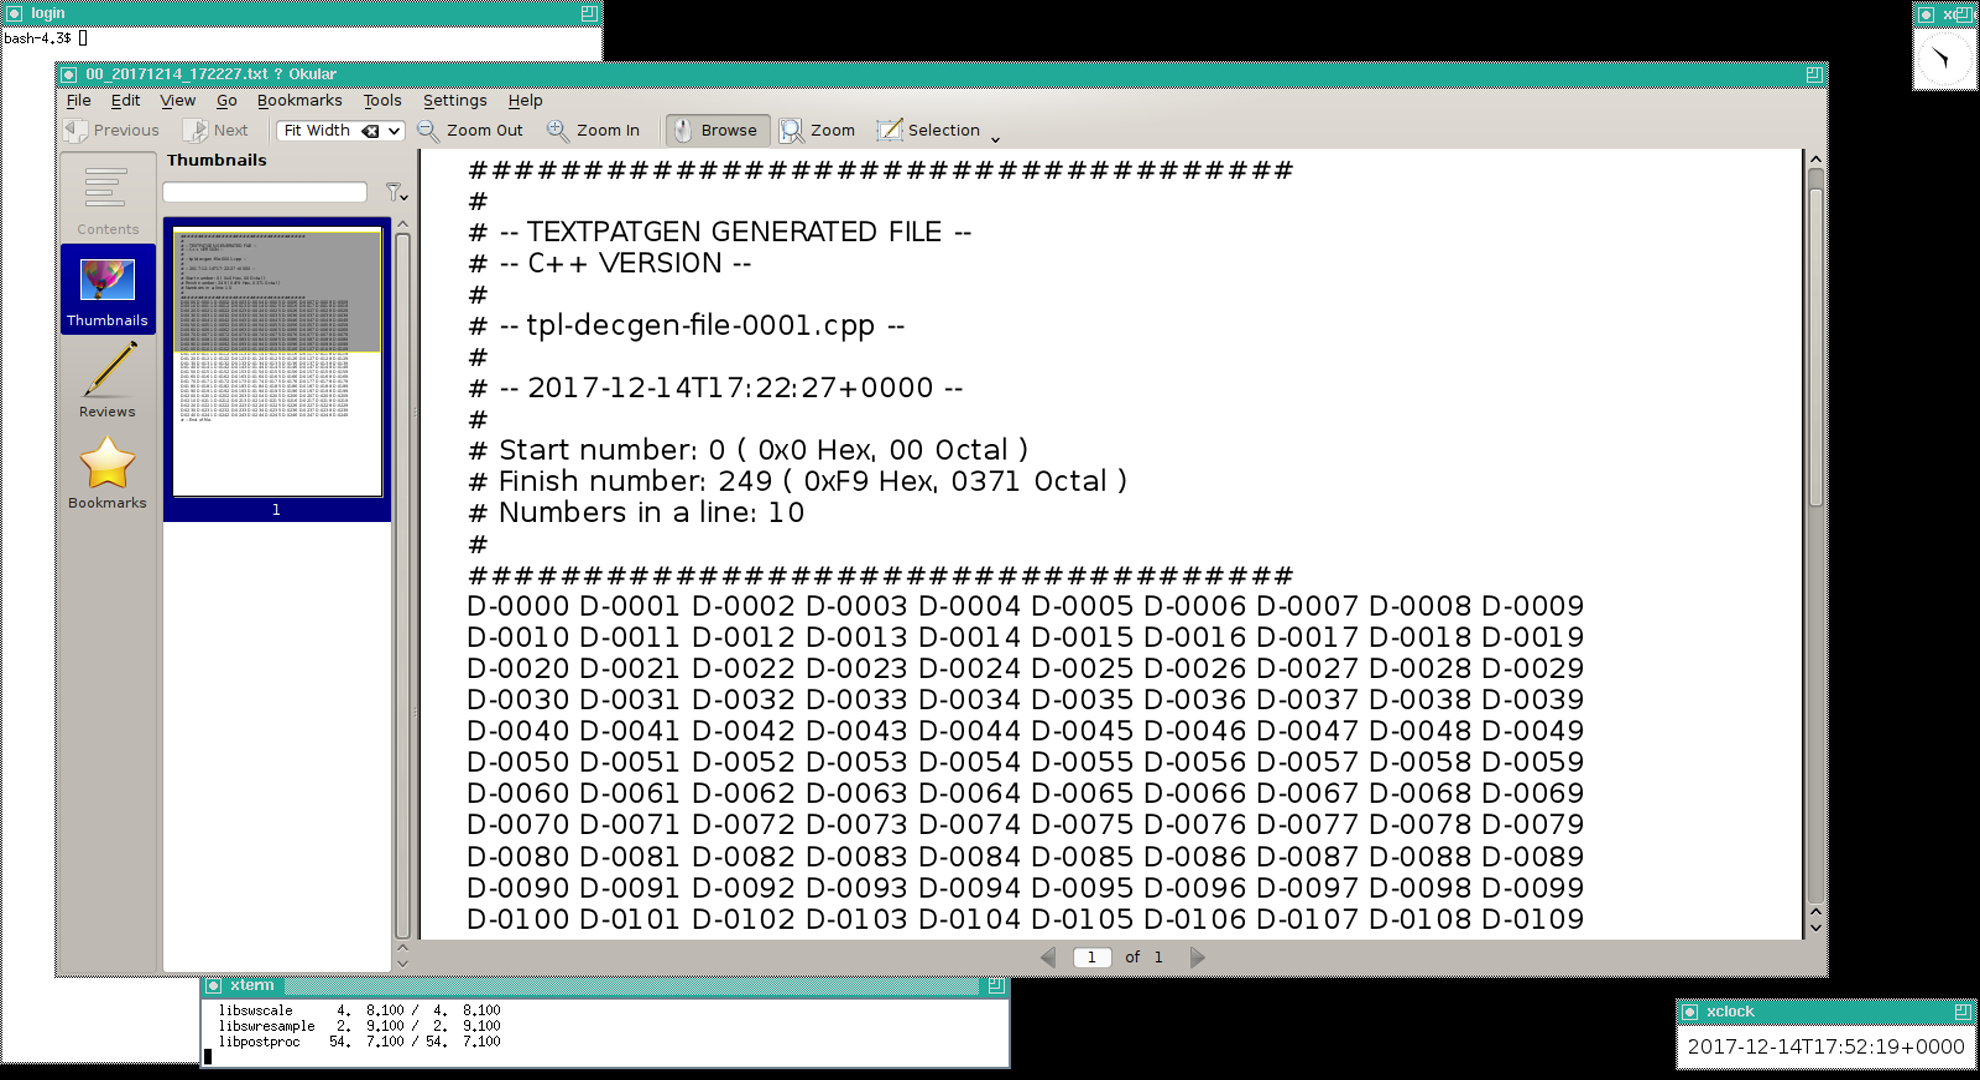 login
bash-4.3$
00_20171214_172227.txt ? Okular
File Edit View Go Bookmarks Tools Settings Help
Previous Next Fit Width Zoom Out Zoom In Browse Zoom Selection
Contents
Thumbnails
Reviews
Bookmarks
Thumbnails
1
####################################
#
# -- TEXTPATGEN GENERATED FILE --
# -- C++ VERSION --
#
# -- tpl-decgen-file-0001.cpp --
#
# -- 2017-12-14T17:22:27+0000 --
#
# Start number: 0 ( 0x0 Hex, 00 Octal )
# Finish number: 249 ( 0xF9 Hex, 0371 Octal )
# Numbers in a line: 10
#
####################################
D-0000 D-0001 D-0002 D-0003 D-0004 D-0005 D-0006 D-0007 D-0008 D-0009
D-0010 D-0011 D-0012 D-0013 D-0014 D-0015 D-0016 D-0017 D-0018 D-0019
D-0020 D-0021 D-0022 D-0023 D-0024 D-0025 D-0026 D-0027 D-0028 D-0029
D-0030 D-0031 D-0032 D-0033 D-0034 D-0035 D-0036 D-0037 D-0038 D-0039
D-0040 D-0041 D-0042 D-0043 D-0044 D-0045 D-0046 D-0047 D-0048 D-0049
D-0050 D-0051 D-0052 D-0053 D-0054 D-0055 D-0056 D-0057 D-0058 D-0059
D-0060 D-0061 D-0062 D-0063 D-0064 D-0065 D-0066 D-0067 D-0068 D-0069
D-0070 D-0071 D-0072 D-0073 D-0074 D-0075 D-0076 D-0077 D-0078 D-0079
D-0080 D-0081 D-0082 D-0083 D-0084 D-0085 D-0086 D-0087 D-0088 D-0089
D-0090 D-0091 D-0092 D-0093 D-0094 D-0095 D-0096 D-0097 D-0098 D-0099
D-0100 D-0101 D-0102 D-0103 D-0104 D-0105 D-0106 D-0107 D-0108 D-0109
1 of 1
xterm
libswscale 4. 8.100 / 4. 8.100
libswresample 2. 9.100 / 2. 9.100
libpostproc 54. 7.100 / 54. 7.100
xclock
2017-12-14T17:52:19+0000